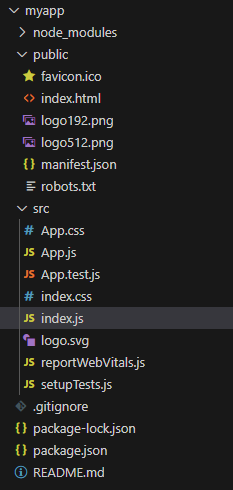 myapp
node_modules
public
favicon.ico
index.html
logo192.png
logo512.png
manifest.json
robots.txt
src
App.css
App.js
App.test.js
index.css
index.js
logo.svg
reportWebVitals.js
setupTests.js
.gitignore
package-lock.json
package.json
README.md